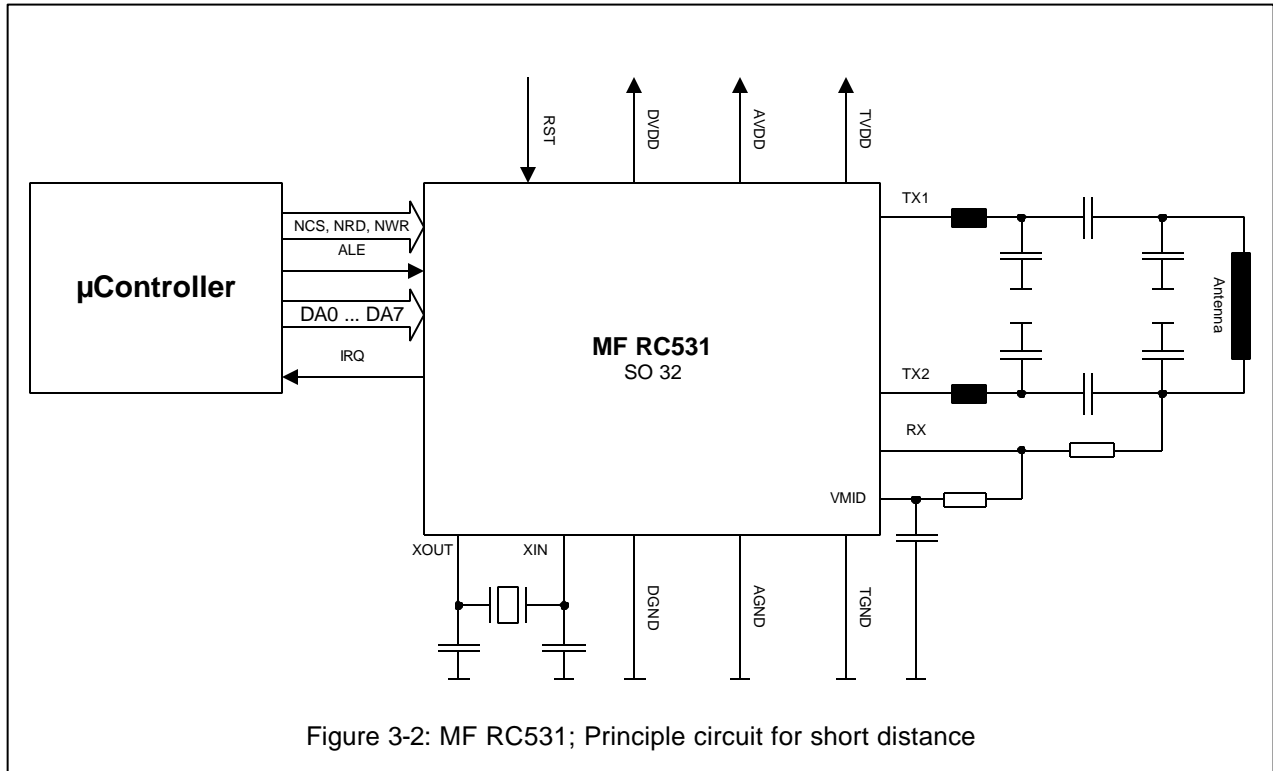 RST
DVDD
AVDD
TVDD
TX1
NCS, NRD, NWR
ALE
µController
DA0 ... DA7
IRQ
MF RC531
SO 32
Antenna
TX2
RX
VMID
XOUT
XIN
DGND
AGND
TGND
Figure 3-2: MF RC531; Principle circuit for short distance